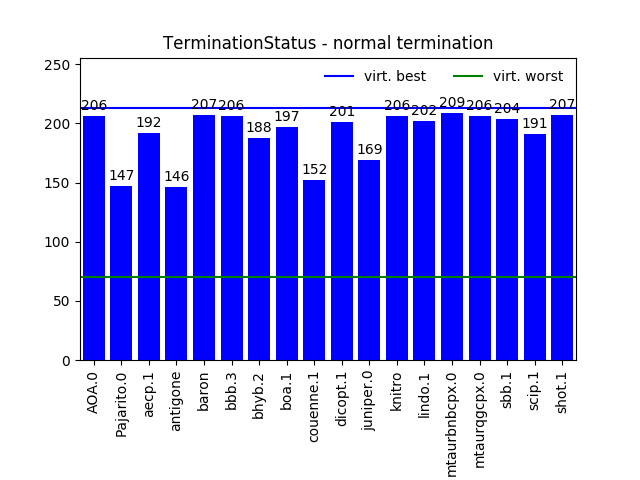 TerminationStatus - normal termination
250
200
150
100
50
0
virt. best
virt. worst
206
147
192
146
207
206
188
197
152
201
169
206
202
209
206
204
191
207
AOA.0
Pajarito.0
aecp.1
antigone
baron
bbb.3
bhyb.2
boa.1
couenne.1
dicopt.1
juniper.0
knitro
lindo.1
mtaurbnbcpx.0
mtaurqgcpx.0
sbb.1
scip.1
shot.1